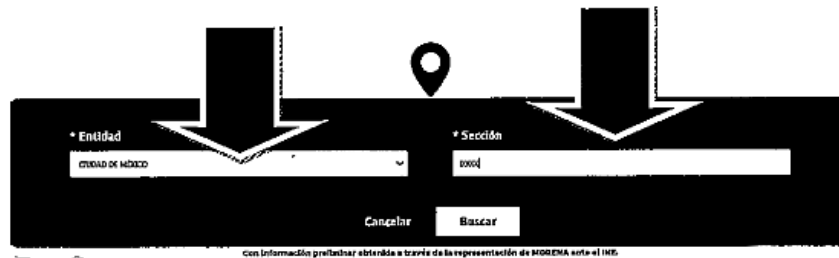 * Entidad
* Sección
CIUDAD DE MÉXICO
Cancelar
Buscar
Con información preliminar obtenida a través de la representación de MORENA ante el INE.